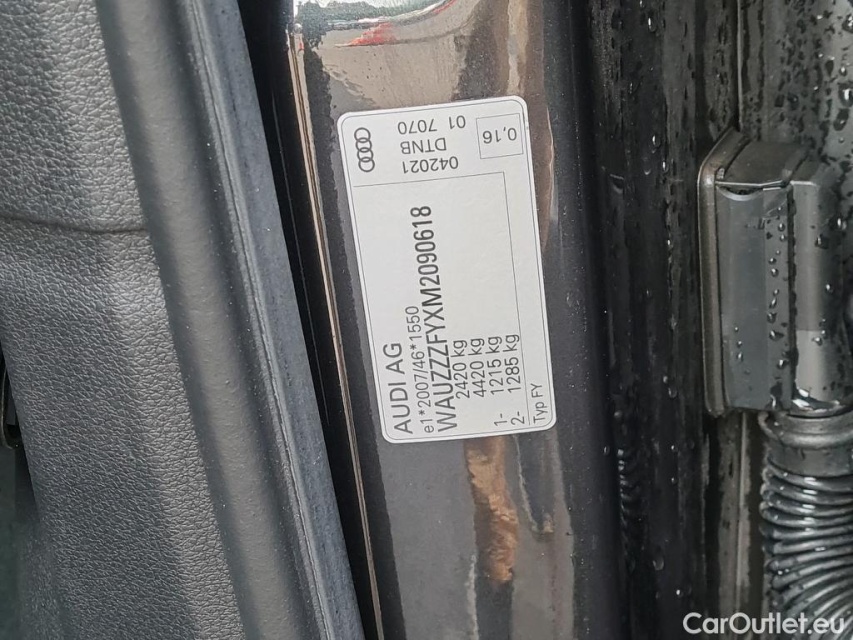 AUDI AG
e1*2007/46*1550
WAUZZZFYXM2090618
2420 kg
4420 kg
1- 1215 kg
2- 1285 kg
Typ FY
042021
DTNB
01 7070
0,16
CarOutlet.eu